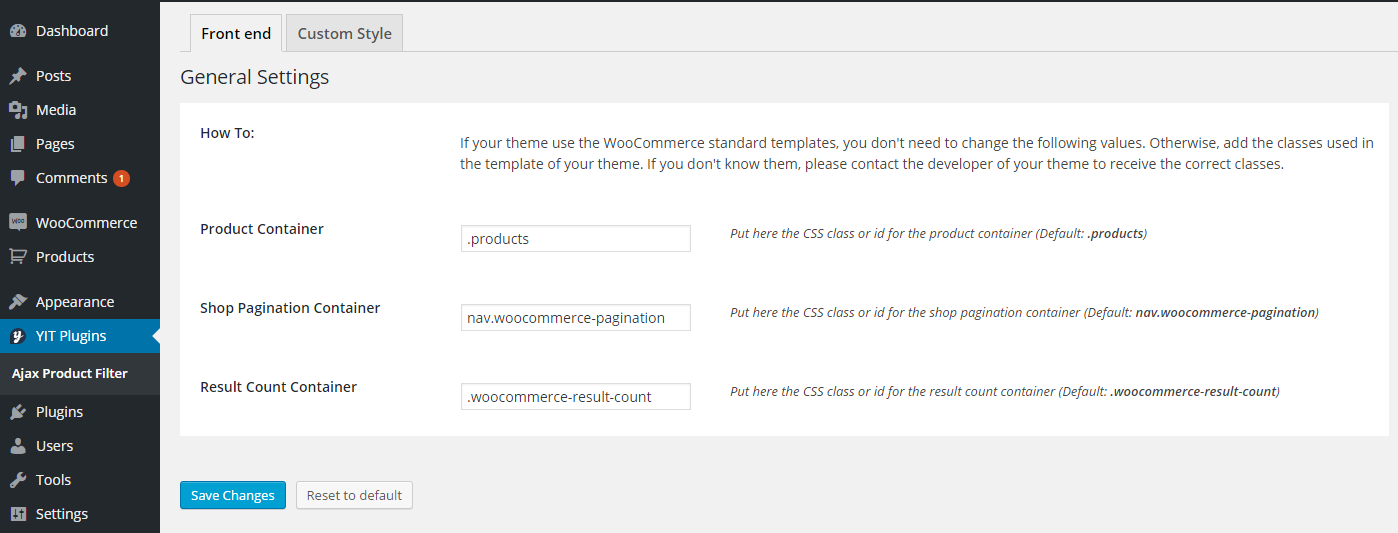 Dashboard
Posts
Media
Pages
Comments 1
WooCommerce
Products
Appearance
YIT Plugins
Ajax Product Filter
Plugins
Users
Tools
Settings
Front end
Custom Style
General Settings
How To:
If your theme use the WooCommerce standard templates, you don't need to change the following values. Otherwise, add the classes used in
the template of your theme. If you don't know them, please contact the developer of your theme to receive the correct classes.
Product Container
.products
Put here the CSS class or id for the product container (Default: .products)
Shop Pagination Container
nav.woocommerce-pagination
Put here the CSS class or id for the shop pagination container (Default: nav.woocommerce-pagination)
Result Count Container
.woocommerce-result-count
Put here the CSS class or id for the result count container (Default: .woocommerce-result-count)
Save Changes
Reset to default